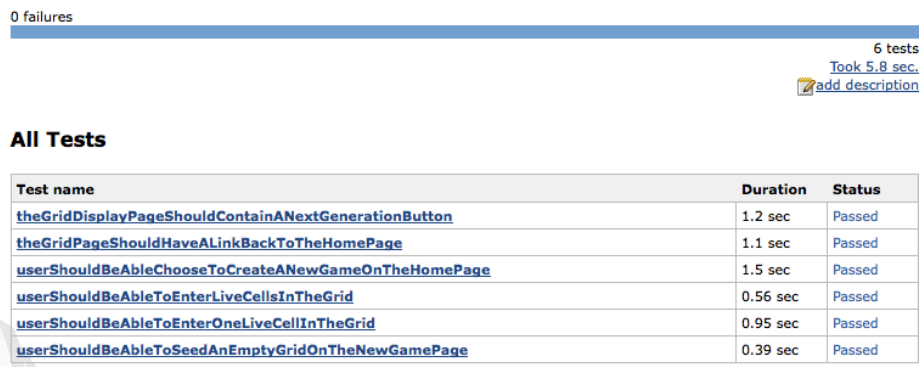 0 failures
6 tests
Took 5.8 sec.
add description
All Tests
Test name Duration Status
theGridDisplayPageShouldContainANextGenerationButton 1.2 sec Passed
theGridPageShouldHaveALinkBackToTheHomePage 1.1 sec Passed
userShouldBeAbleChooseToCreateANewGameOnTheHomePage 1.5 sec Passed
userShouldBeAbleToEnterLiveCellsInTheGrid 0.56 sec Passed
userShouldBeAbleToEnterOneLiveCellInTheGrid 0.95 sec Passed
userShouldBeAbleToSeedAnEmptyGridOnTheNewGamePage 0.39 sec Passed